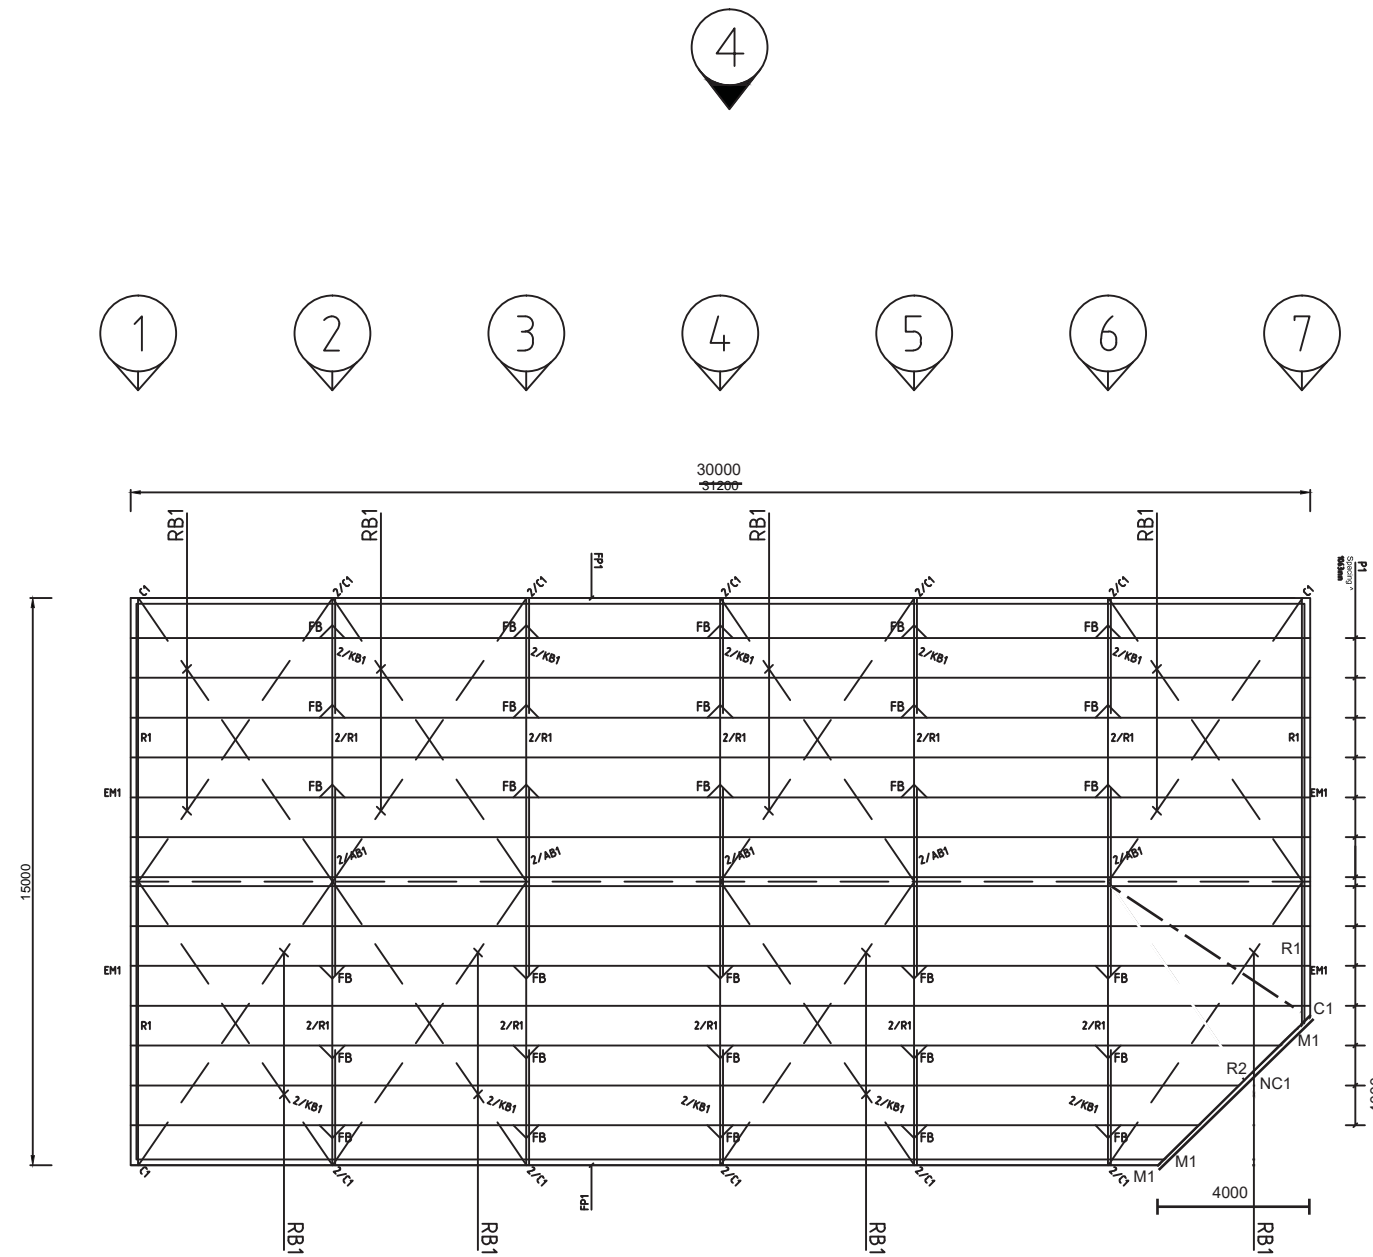 4
1 2 3 4 5 6 7
30000
31200
RB1 RB1 RB1 RB1
FP1
P1
Spacing
C1 2/C1 2/C1 2/C1 2/C1 2/C1 C1
FB FB FB FB FB
2/KB1 2/KB1 2/KB1 2/KB1 2/KB1
FB FB FB FB FB
R1 2/R1 2/R1 2/R1 2/R1 2/R1 R1
EM1 FB FB FB FB FB EM1
2/AB1 2/AB1 2/AB1 2/AB1 2/AB1
15000
R1
EM1 FB FB FB FB FB EM1
C1
R1 2/R1 2/R1 2/R1 2/R1 2/R1
M1
FB FB FB FB FB
R2
NC1
2/KB1 2/KB1 2/KB1 2/KB1 2/KB1
FB FB FB FB FB
M1
C1 2/C1 2/C1 2/C1 2/C1 2/C1 M1
4000
FP1
RB1 RB1 RB1 RB1